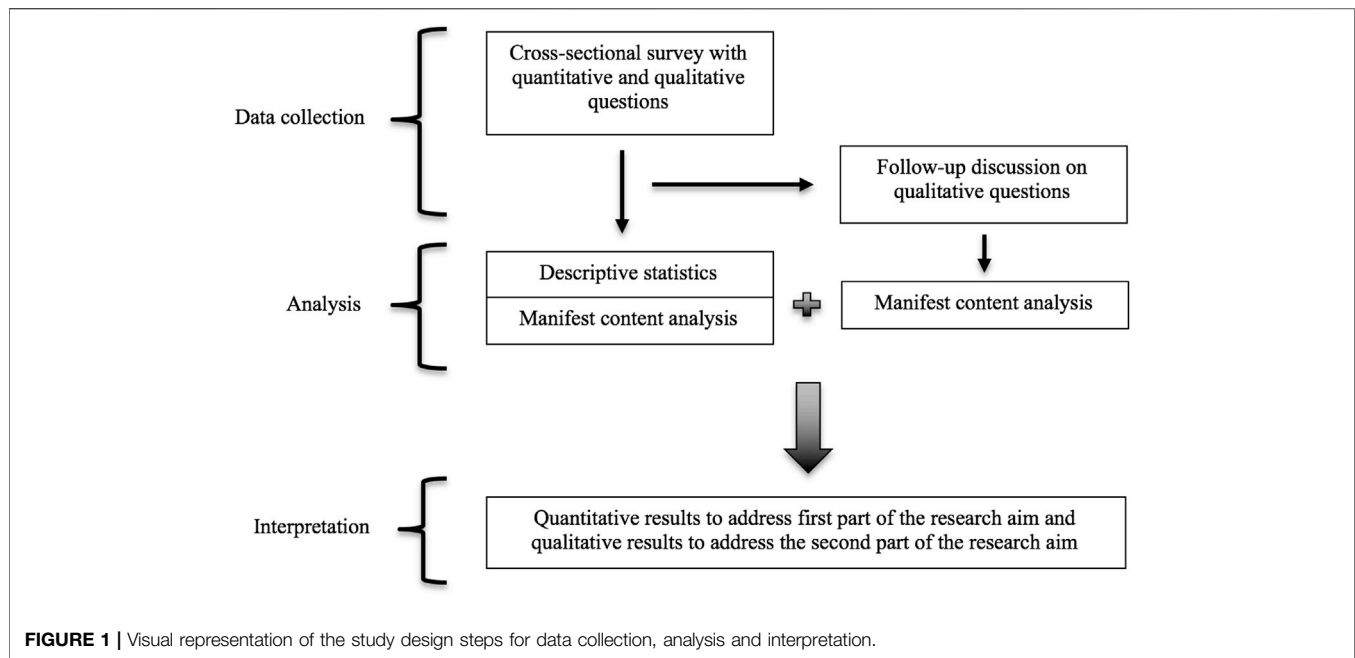 Cross-sectional survey with
quantitative and qualitative
questions
Data collection
Follow-up discussion on
qualitative questions
Descriptive statistics
Analysis
Manifest content analysis
Manifest content analysis
Interpretation
Quantitative results to address first part of the research aim and
qualitative results to address the second part of the research aim
FIGURE 1 | Visual representation of the study design steps for data collection, analysis and interpretation.